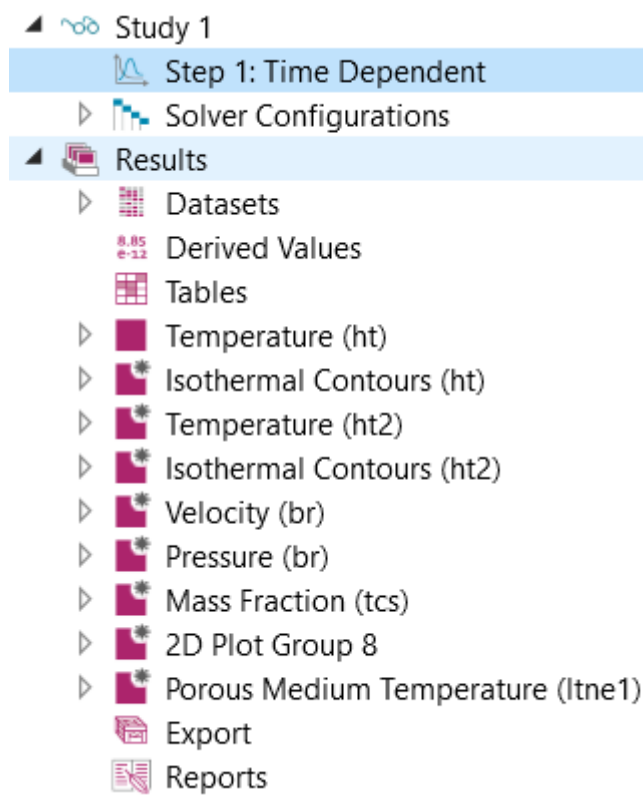 Study 1
Step 1: Time Dependent
Solver Configurations
Results
Datasets
8.85
e-12 Derived Values
Tables
Temperature (ht)
Isothermal Contours (ht)
Temperature (ht2)
Isothermal Contours (ht2)
Velocity (br)
Pressure (br)
Mass Fraction (tcs)
2D Plot Group 8
Porous Medium Temperature (ltne1)
Export
Reports